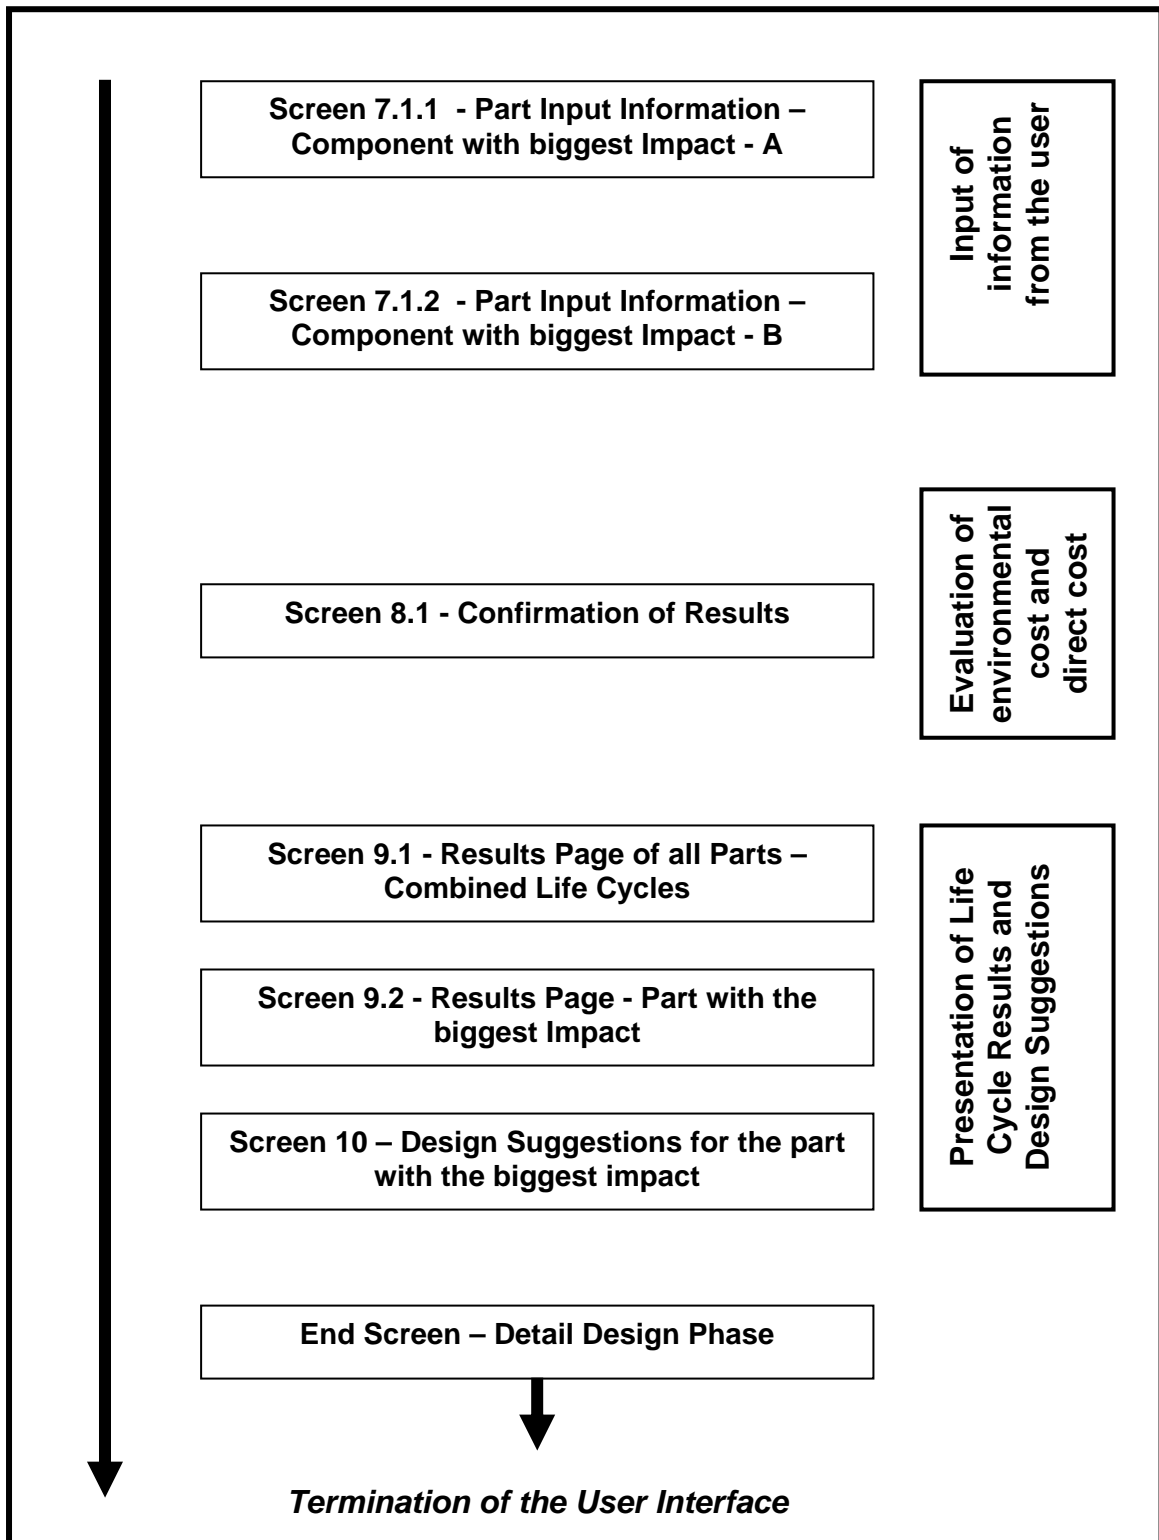 Screen 7.1.1  - Part Input Information –
Component with biggest Impact - A
Input of
information
from the user
Screen 7.1.2  - Part Input Information –
Component with biggest Impact - B
Evaluation of
environmental
cost and
direct cost
Screen 8.1 - Confirmation of Results
Screen 9.1 - Results Page of all Parts –
Combined Life Cycles
Presentation of Life
Cycle Results and
Design Suggestions
Screen 9.2 - Results Page - Part with the
biggest Impact
Screen 10 – Design Suggestions for the part
with the biggest impact
End Screen – Detail Design Phase
Termination of the User Interface